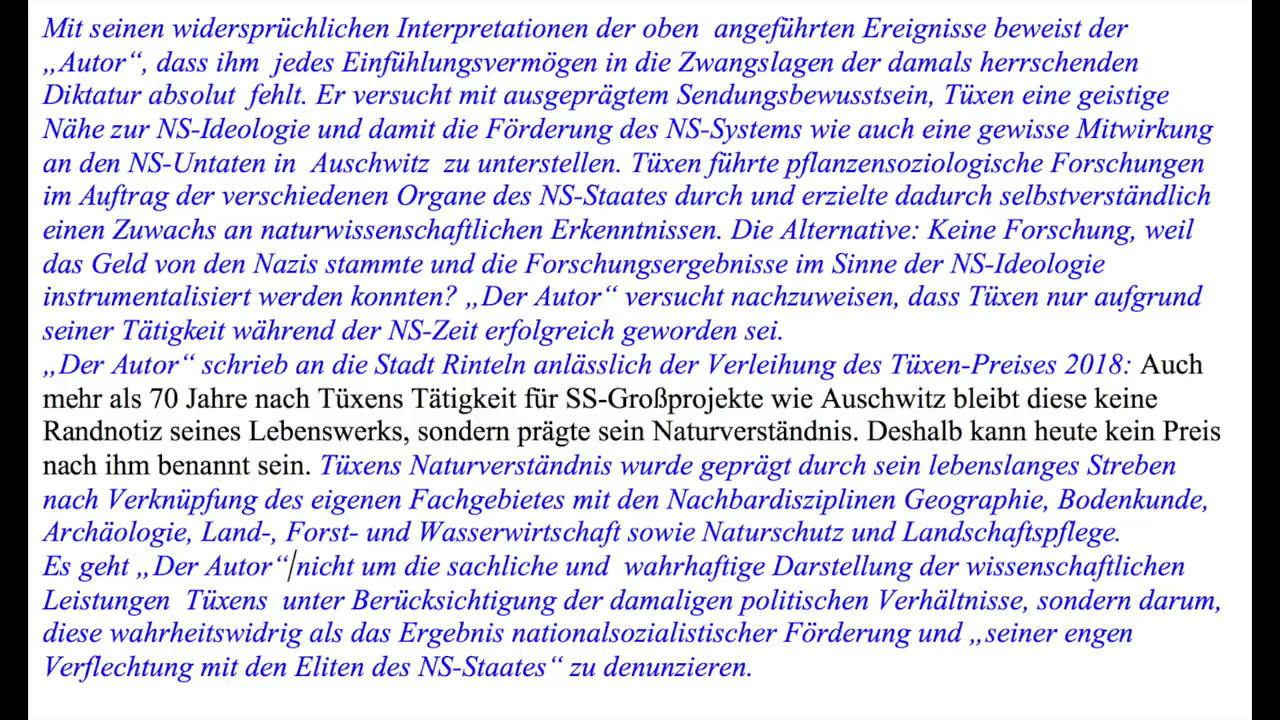 Mit seinen widersprüchlichen Interpretationen der oben  angeführten Ereignisse beweist der
„Autor“, dass ihm  jedes Einfühlungsvermögen in die Zwangslagen der damals herrschenden
Diktatur absolut  fehlt. Er versucht mit ausgeprägtem Sendungsbewusstsein, Tüxen eine geistige
Nähe zur NS-Ideologie und damit die Förderung des NS-Systems wie auch eine gewisse Mitwirkung
an den NS-Untaten in  Auschwitz  zu unterstellen. Tüxen führte pflanzensoziologische Forschungen
im Auftrag der verschiedenen Organe des NS-Staates durch und erzielte dadurch selbstverständlich
einen Zuwachs an naturwissenschaftlichen Erkenntnissen. Die Alternative: Keine Forschung, weil
das Geld von den Nazis stammte und die Forschungsergebnisse im Sinne der NS-Ideologie
instrumentalisiert werden konnten? „Der Autor“ versucht nachzuweisen, dass Tüxen nur aufgrund
seiner Tätigkeit während der NS-Zeit erfolgreich geworden sei.
„Der Autor“ schrieb an die Stadt Rinteln anlässlich der Verleihung des Tüxen-Preises 2018: Auch
mehr als 70 Jahre nach Tüxens Tätigkeit für SS-Großprojekte wie Auschwitz bleibt diese keine
Randnotiz seines Lebenswerks, sondern prägte sein Naturverständnis. Deshalb kann heute kein Preis
nach ihm benannt sein. Tüxens Naturverständnis wurde geprägt durch sein lebenslanges Streben
nach Verknüpfung des eigenen Fachgebietes mit den Nachbardisziplinen Geographie, Bodenkunde,
Archäologie, Land-, Forst- und Wasserwirtschaft sowie Naturschutz und Landschaftspflege.
Es geht „Der Autor“ nicht um die sachliche und  wahrhaftige Darstellung der wissenschaftlichen
Leistungen  Tüxens  unter Berücksichtigung der damaligen politischen Verhältnisse, sondern darum,
diese wahrheitswidrig als das Ergebnis nationalsozialistischer Förderung und „seiner engen
Verflechtung mit den Eliten des NS-Staates“ zu denunzieren.